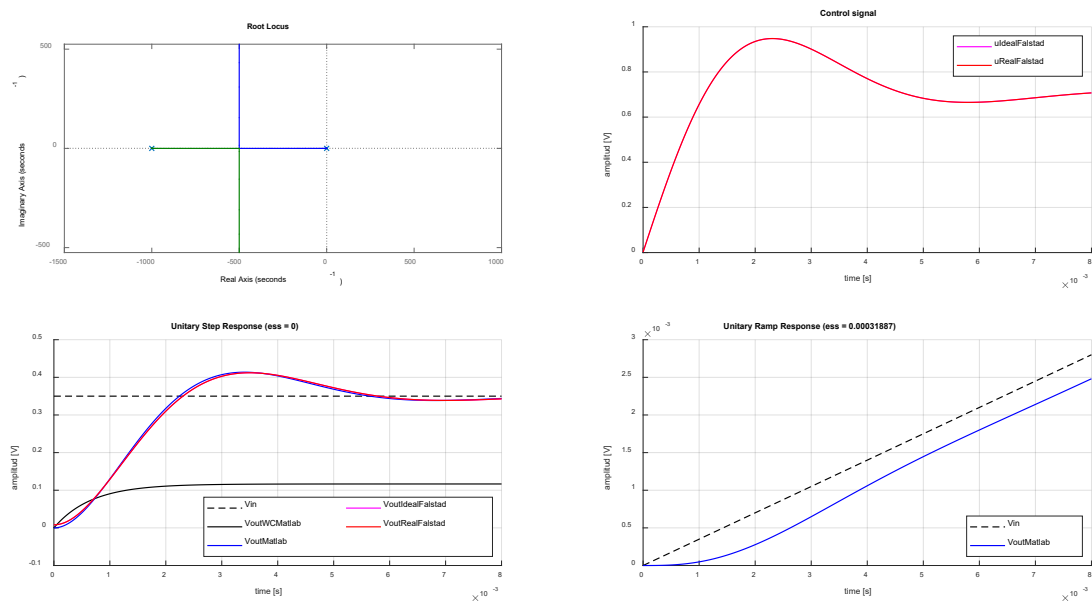 Root Locus
500
0
-500
-1500
-1000
-500
0
500
1000
Imaginary Axis (seconds
-1
)
Real Axis (seconds
-1
)
Control signal
1
0.8
0.6
0.4
0.2
0
0
1
2
3
4
5
6
7
8
× 10 -3
amplitud [V]
time [s]
uIdealFalstad
uRealFalstad
Unitary Step Response (ess = 0)
0.5
0.4
0.3
0.2
0.1
0
-0.1
0
1
2
3
4
5
6
7
8
× 10 -3
amplitud [V]
time [s]
Vin
VoutWCMatlab
VoutMatlab
VoutIdealFalstad
VoutRealFalstad
Unitary Ramp Response (ess = 0.00031887)
× 10 -3
3
2.5
2
1.5
1
0.5
0
0
1
2
3
4
5
6
7
8
× 10 -3
amplitud [V]
time [s]
Vin
VoutMatlab